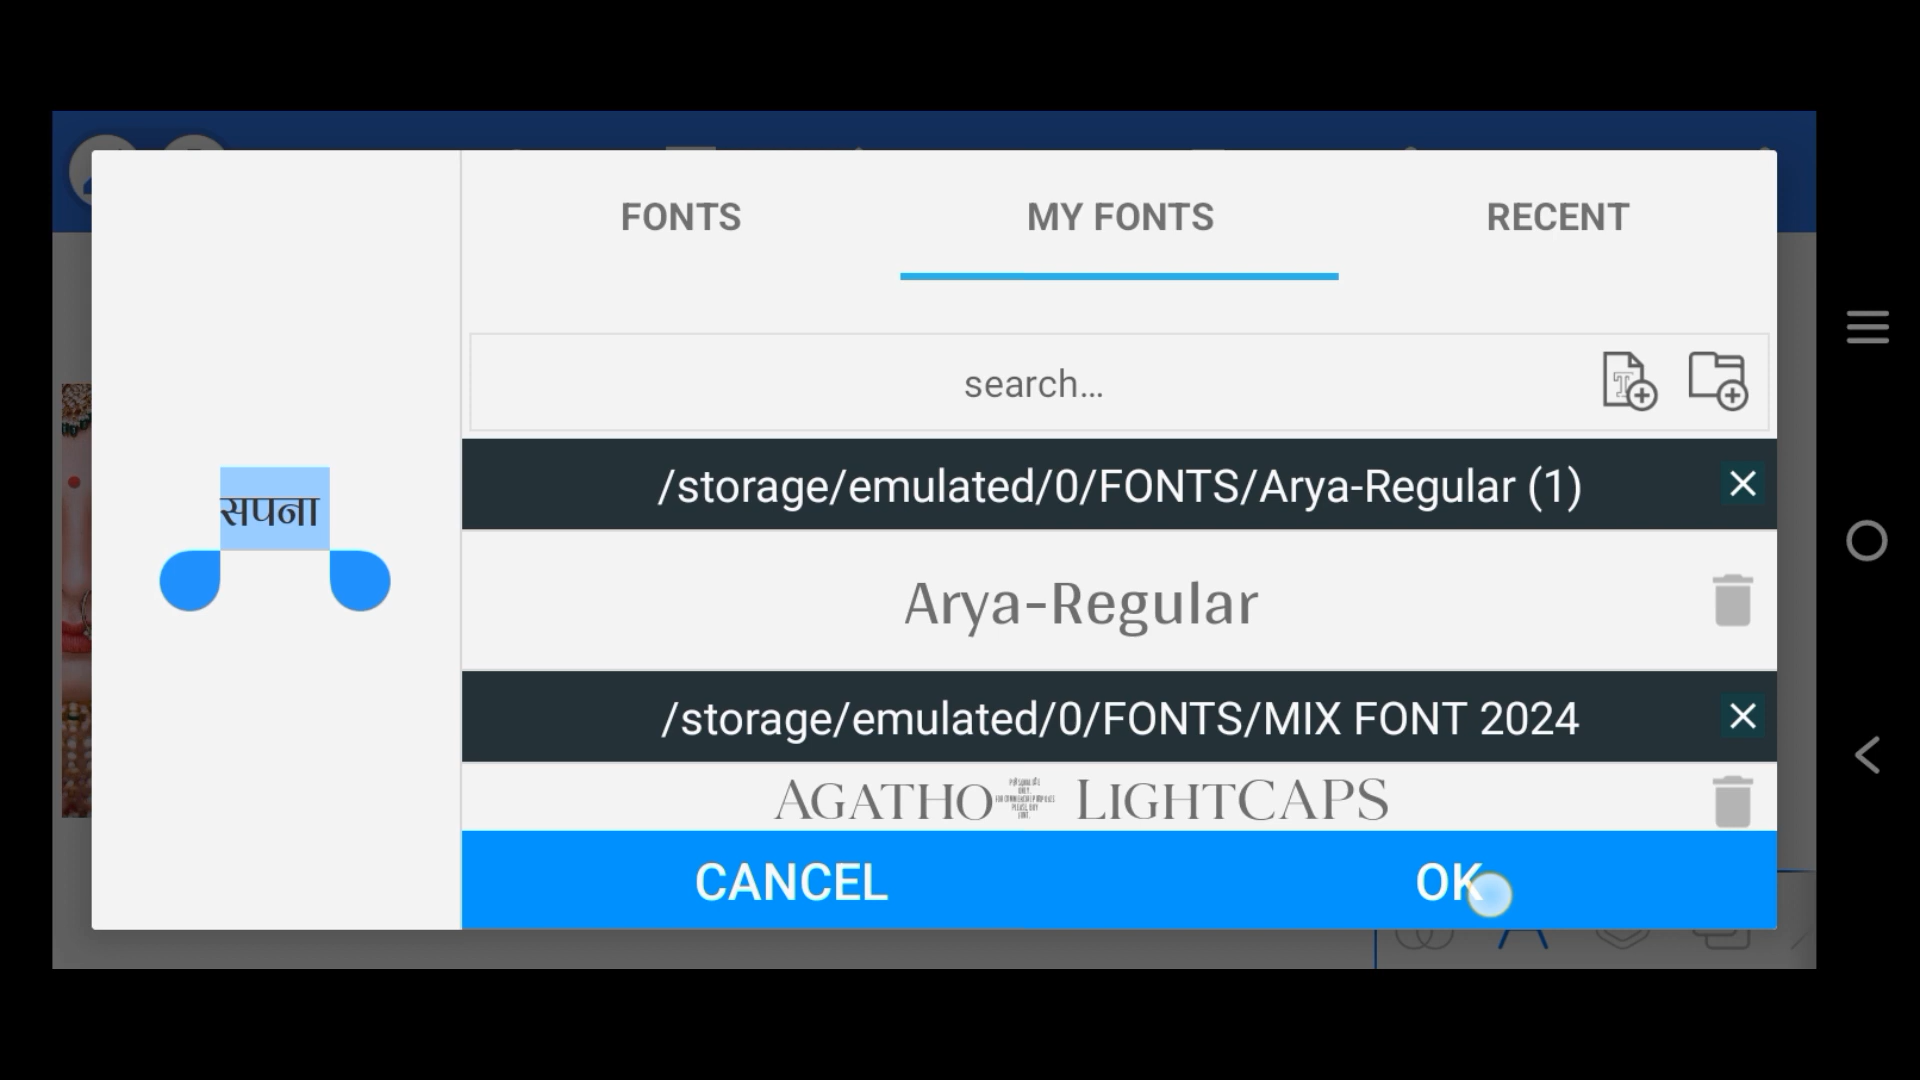 FONTS
MY FONTS
RECENT
search...
सपना
/storage/emulated/0/FONTS/Arya-Regular (1)
Arya-Regular
/storage/emulated/0/FONTS/MIX FONT 2024
AGATHO LIGHTCAPS
CANCEL
OK